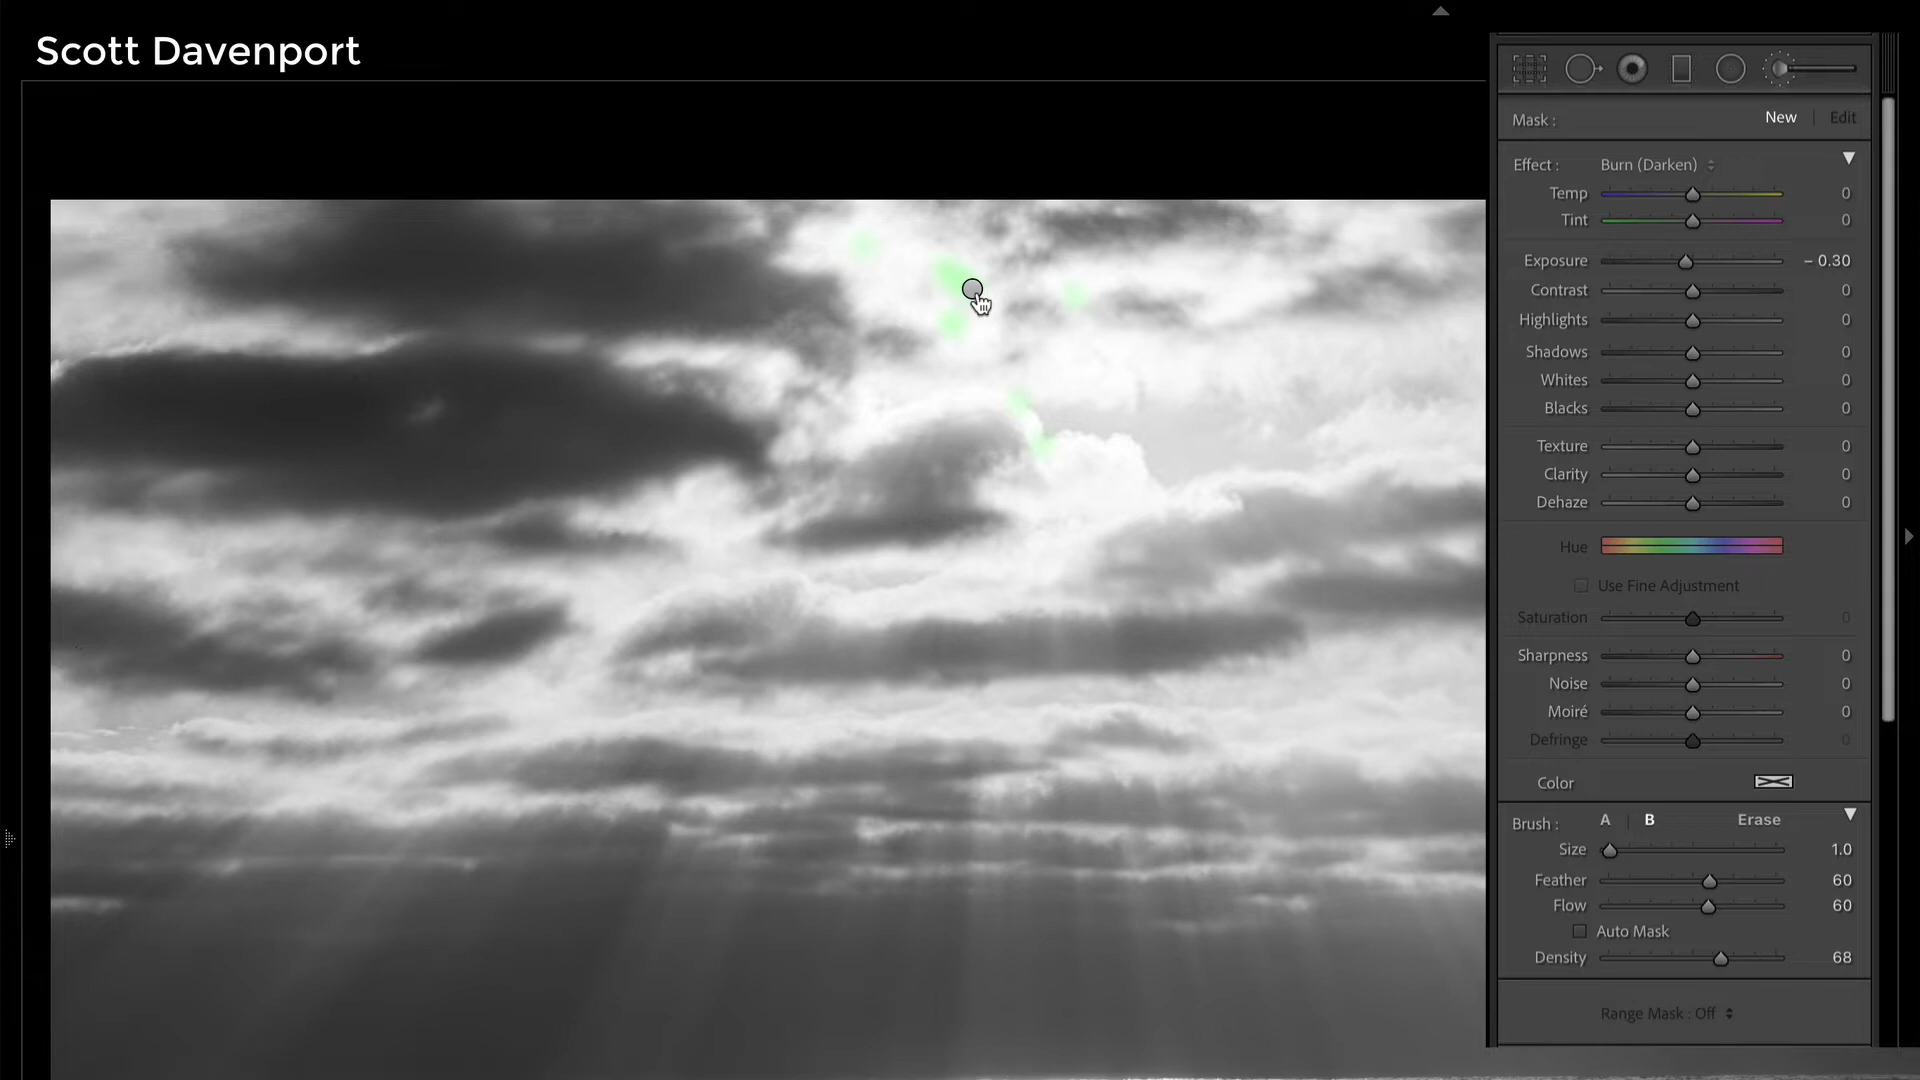 Scott Davenport
Mask : New Edit
Effect : Burn (Darken)
Temp 0
Tint 0
Exposure – 0.30
Contrast 0
Highlights 0
Shadows 0
Whites 0
Blacks 0
Texture 0
Clarity 0
Dehaze 0
Hue
Use Fine Adjustment
Saturation 0
Sharpness 0
Noise 0
Moiré 0
Defringe 0
Color
Brush : A B Erase
Size 1.0
Feather 60
Flow 60
Auto Mask
Density 68
Range Mask : Off